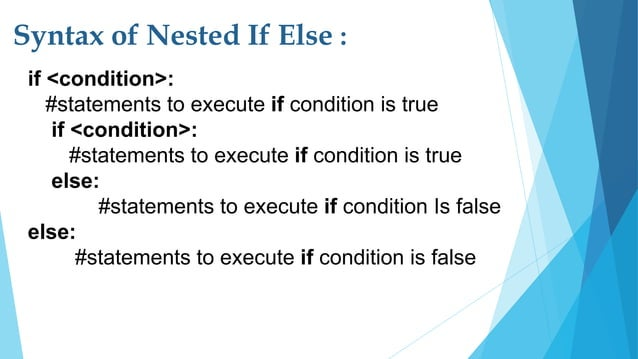 Syntax of Nested If Else :
if <condition>:
#statements to execute if condition is true
if <condition>:
#statements to execute if condition is true
else:
#statements to execute if condition Is false
else:
#statements to execute if condition is false